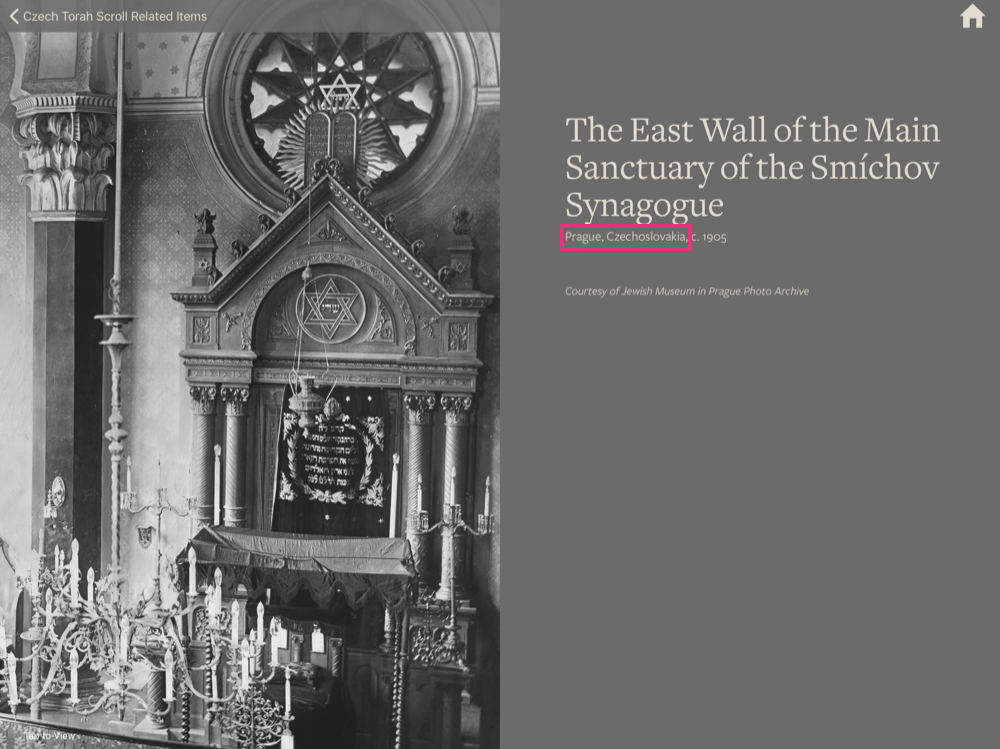 Czech Torah Scroll Related Items
The East Wall of the Main
Sanctuary of the Smíchov
Synagogue
Prague, Czechoslovakia, c. 1905
Courtesy of Jewish Museum in Prague Photo Archive
שדי
Tap to View